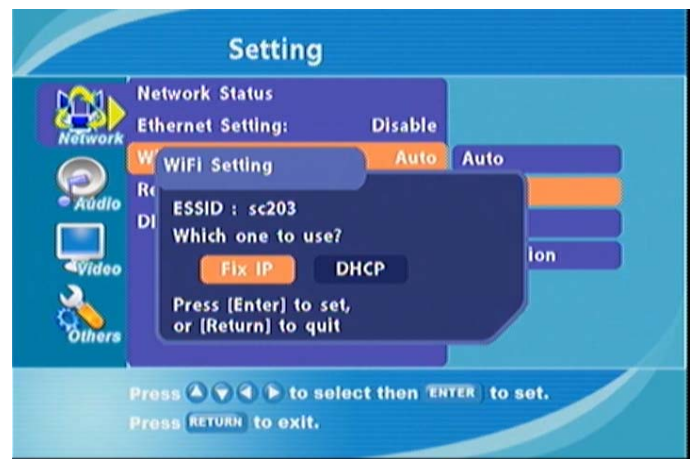 Setting
Network
Audio
Video
Others
Network Status
Ethernet Setting: Disable
Auto
Auto
WiFi Setting
ESSID : sc203
Which one to use?
Fix IP DHCP
Press [Enter] to set,
or [Return] to quit
ion
Press to select then ENTER to set.
Press RETURN to exit.